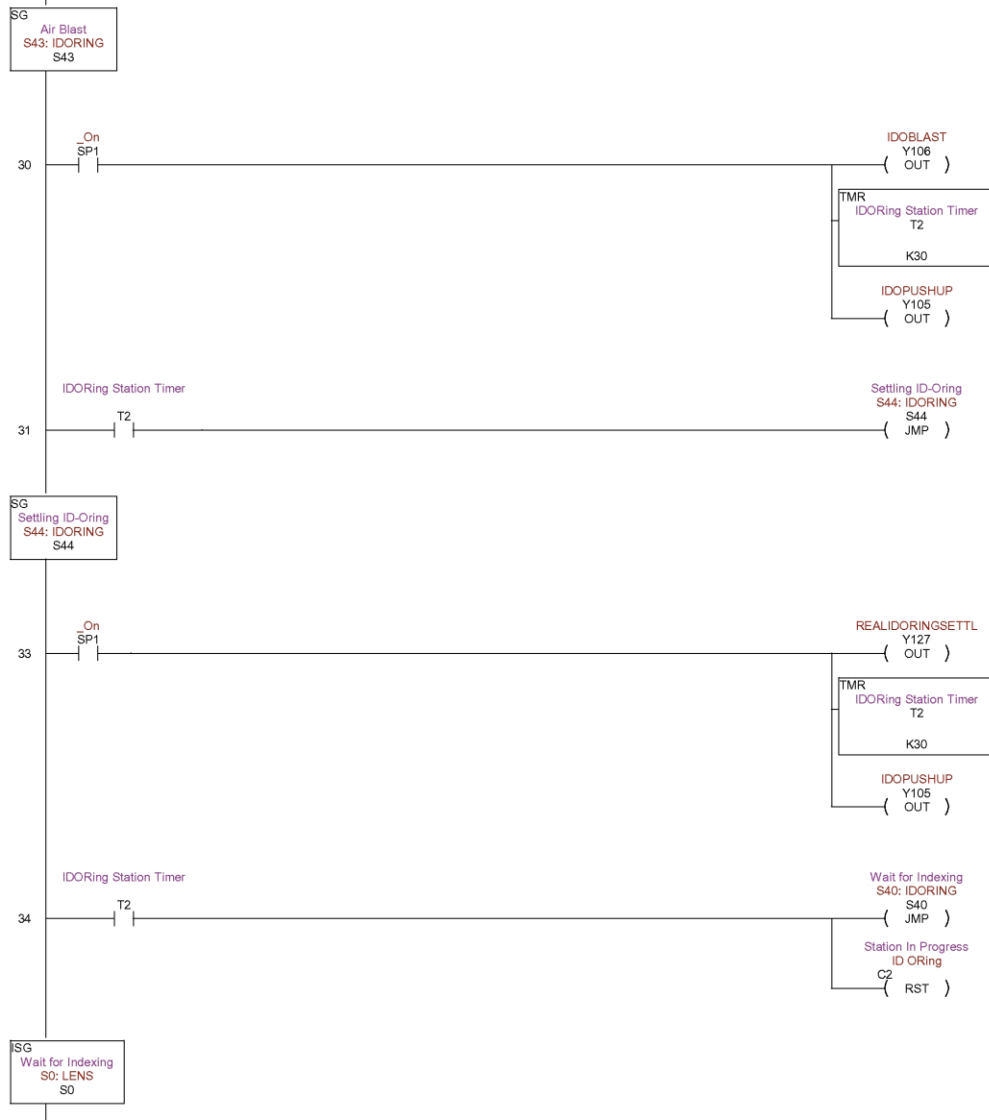 SG
Air Blast
S43: IDORING
S43
_On
SP1
IDOBLAST
Y106
30
OUT
TMR
IDORing Station Timer
T2
K30
IDOPUSHUP
Y105
OUT
IDORing Station Timer
Settling ID-Oring
S44: IDORING
T2
S44
31
JMP
SG
Settling ID-Oring
S44: IDORING
S44
_On
SP1
REALIDORINGSETTL
Y127
33
OUT
TMR
IDORing Station Timer
T2
K30
IDOPUSHUP
Y105
OUT
IDORing Station Timer
Wait for Indexing
S40: IDORING
T2
S40
34
JMP
Station In Progress
ID ORing
C2
RST
ISG
Wait for Indexing
S0: LENS
S0